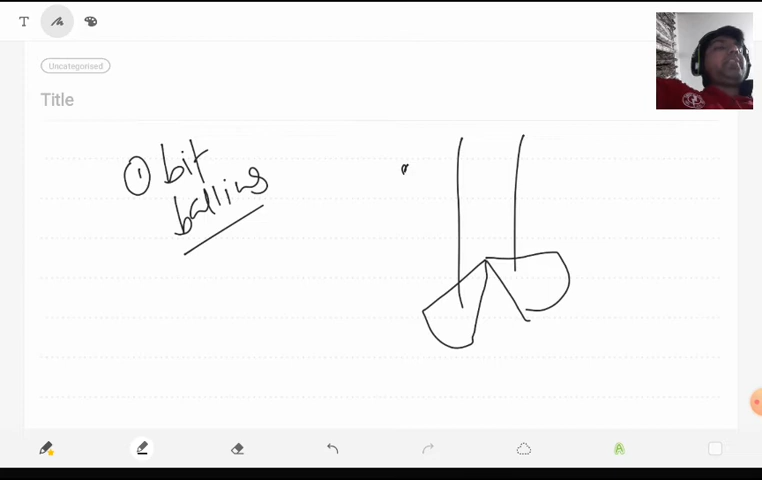 T
Uncategorised
Title
① bit
balling
A